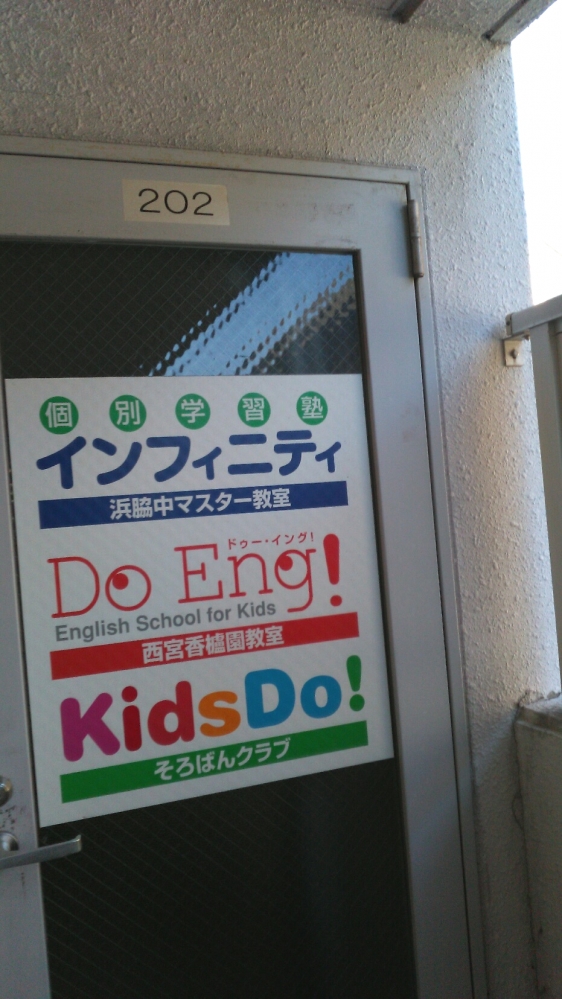 202
個別学習塾
インフィニティ
浜脇中マスター教室
ドゥー・イング!
Do Eng!
English School for Kids
西宮香櫨園教室
KidsDo!
そろばんクラブ